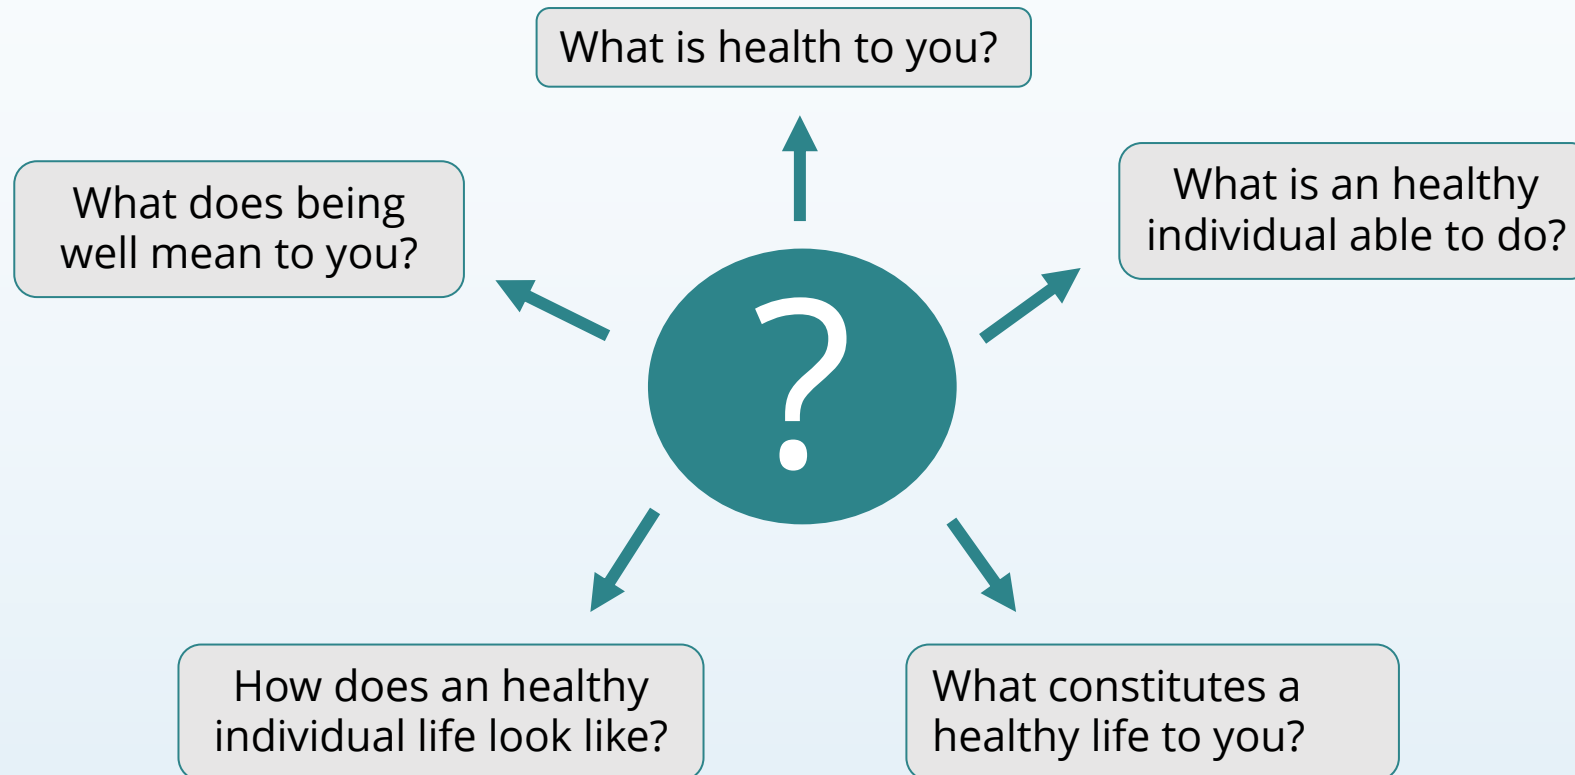 What is health to you?
What does being
well mean to you?
What is an healthy
individual able to do?
?
How does an healthy
individual life look like?
What constitutes a
healthy life to you?